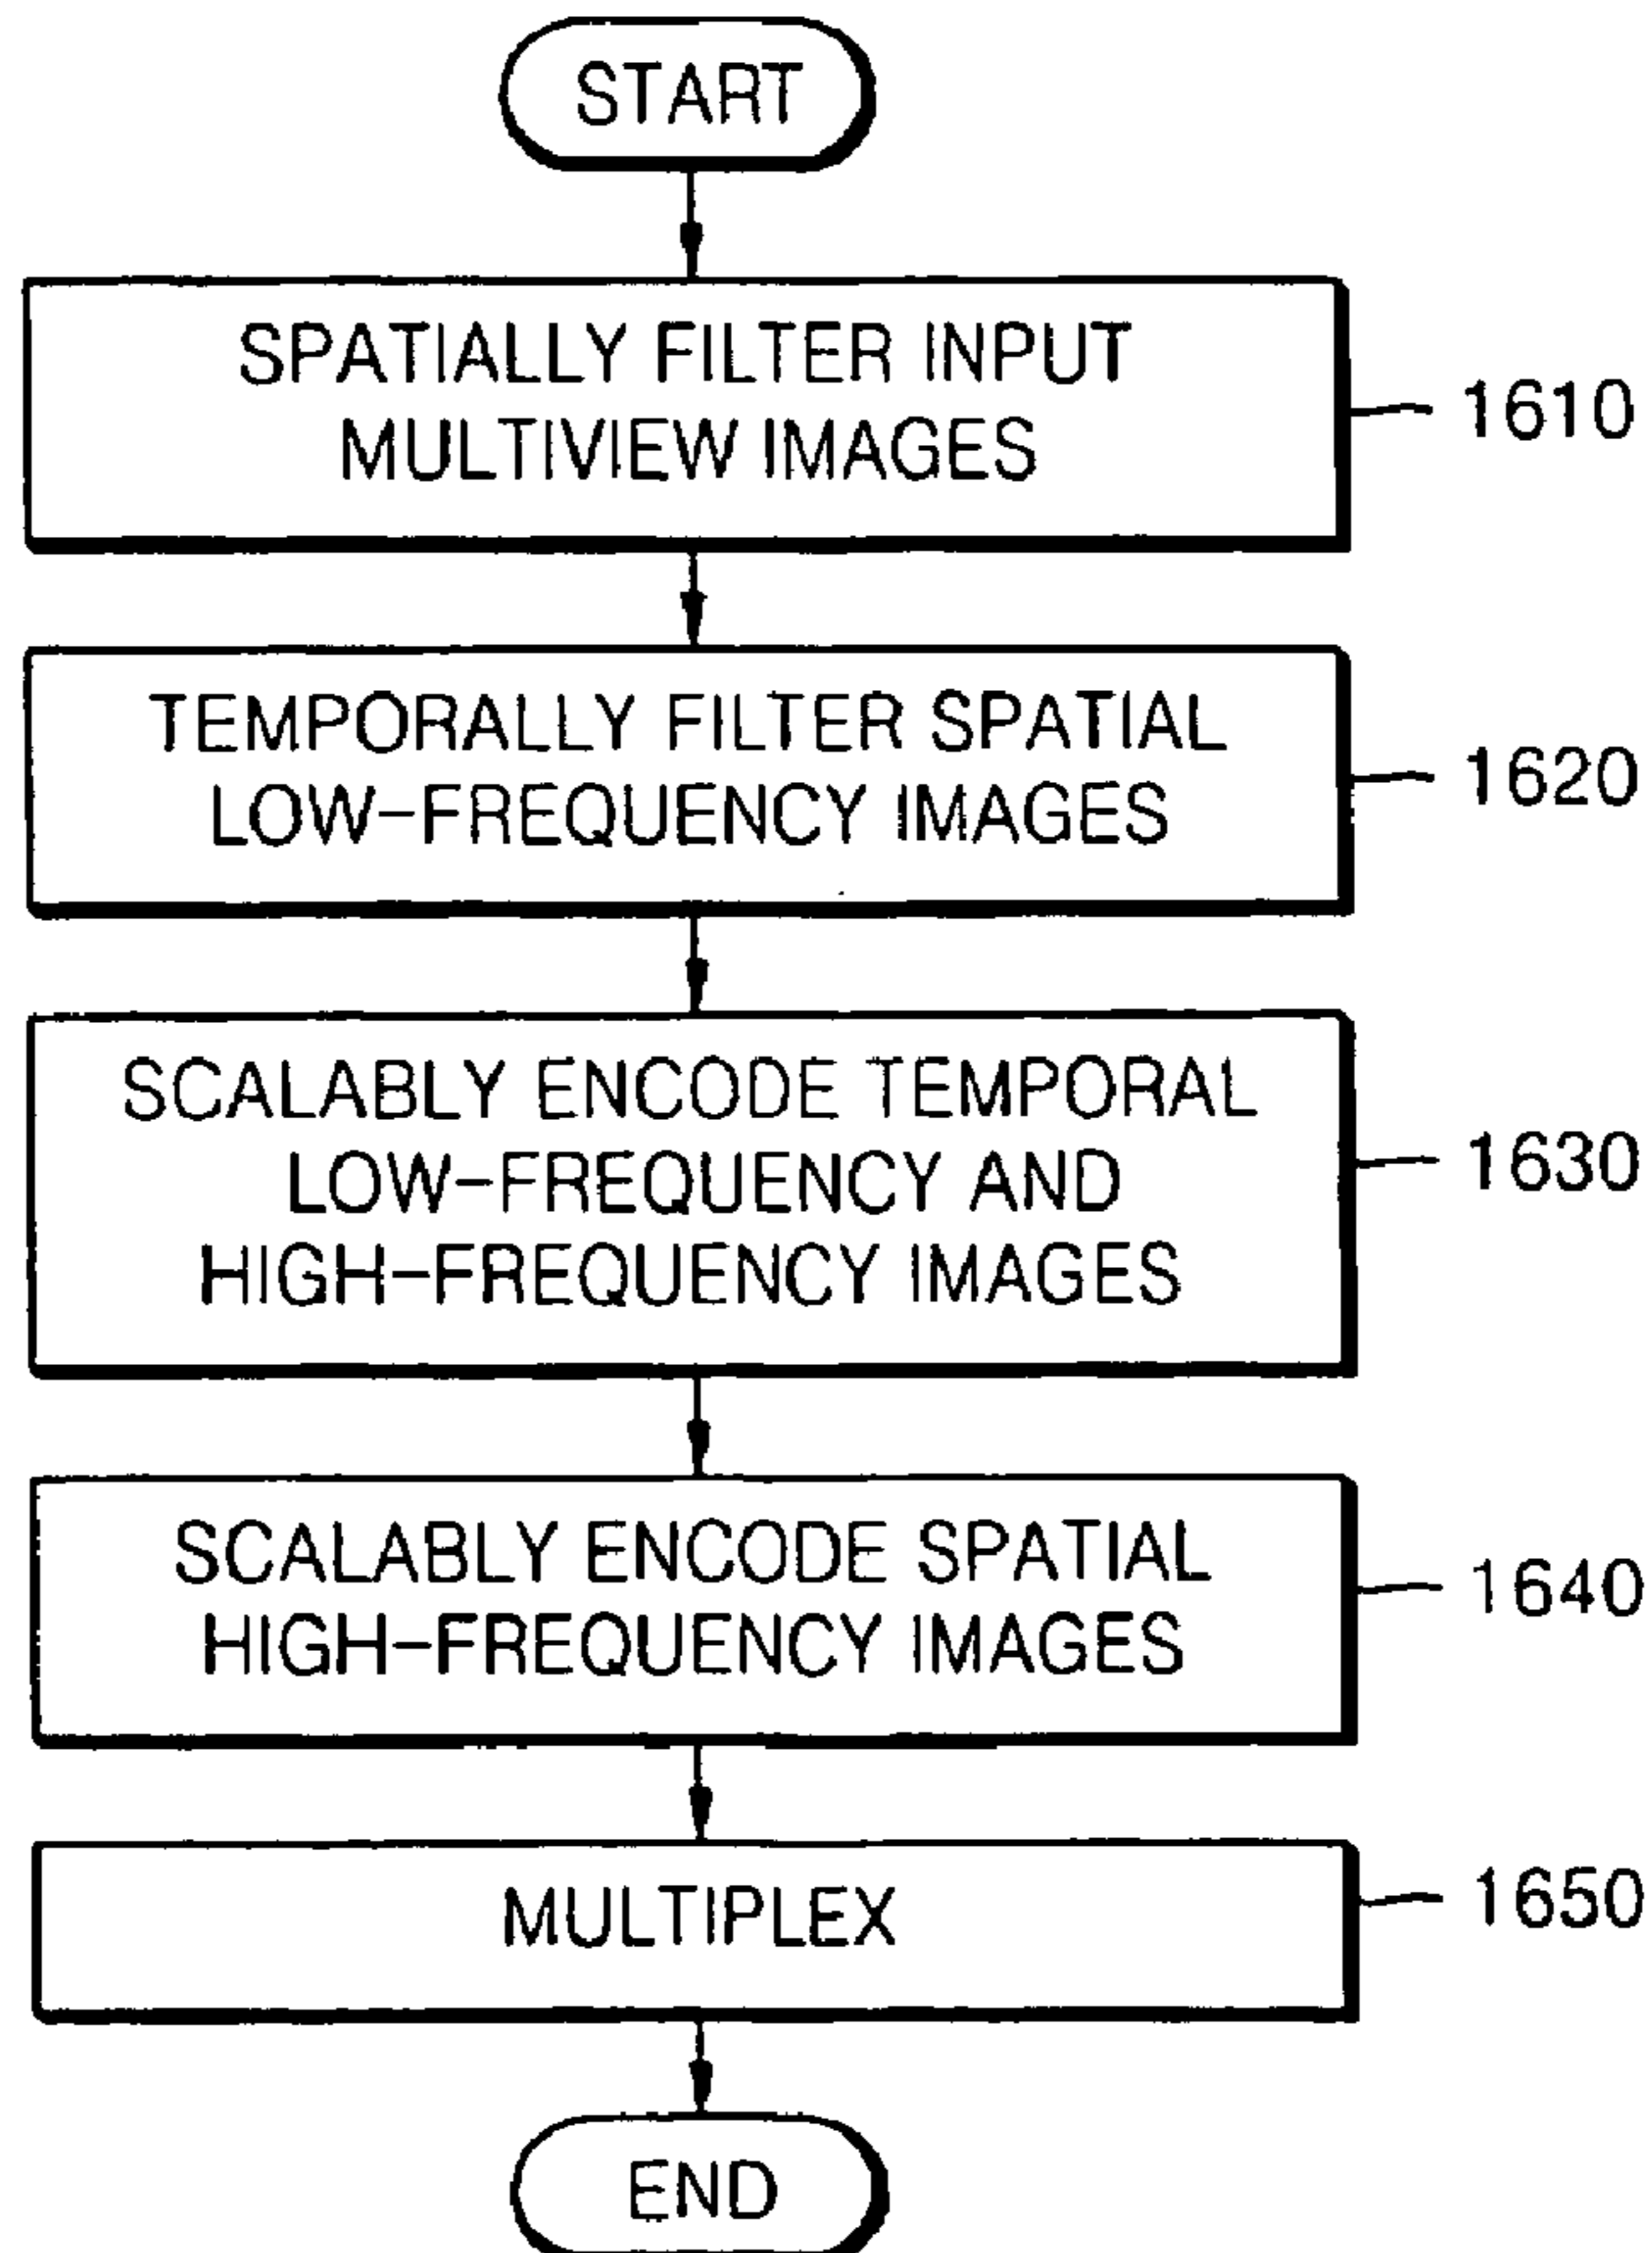 START
SPATIALLY FILTER INPUT
MULTIVIEW IMAGES
1610
TEMPORALLY FILTER SPATIAL
LOW-FREQUENCY IMAGES
1620
SCALABLY ENCODE TEMPORAL
LOW-FREQUENCY AND
HIGH-FREQUENCY IMAGES
1630
SCALABLY ENCODE SPATIAL
HIGH-FREQUENCY IMAGES
1640
MULTIPLEX
1650
END